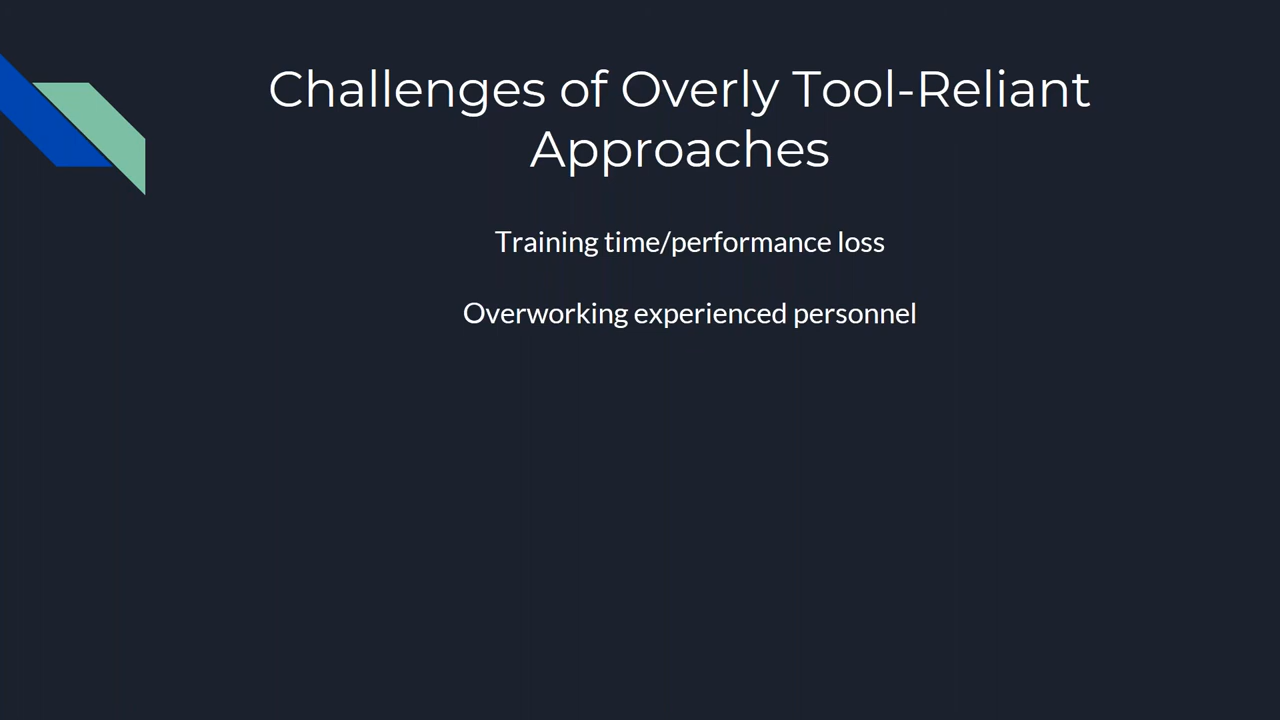 Challenges of Overly Tool-Reliant
Approaches
Training time/performance loss
Overworking experienced personnel